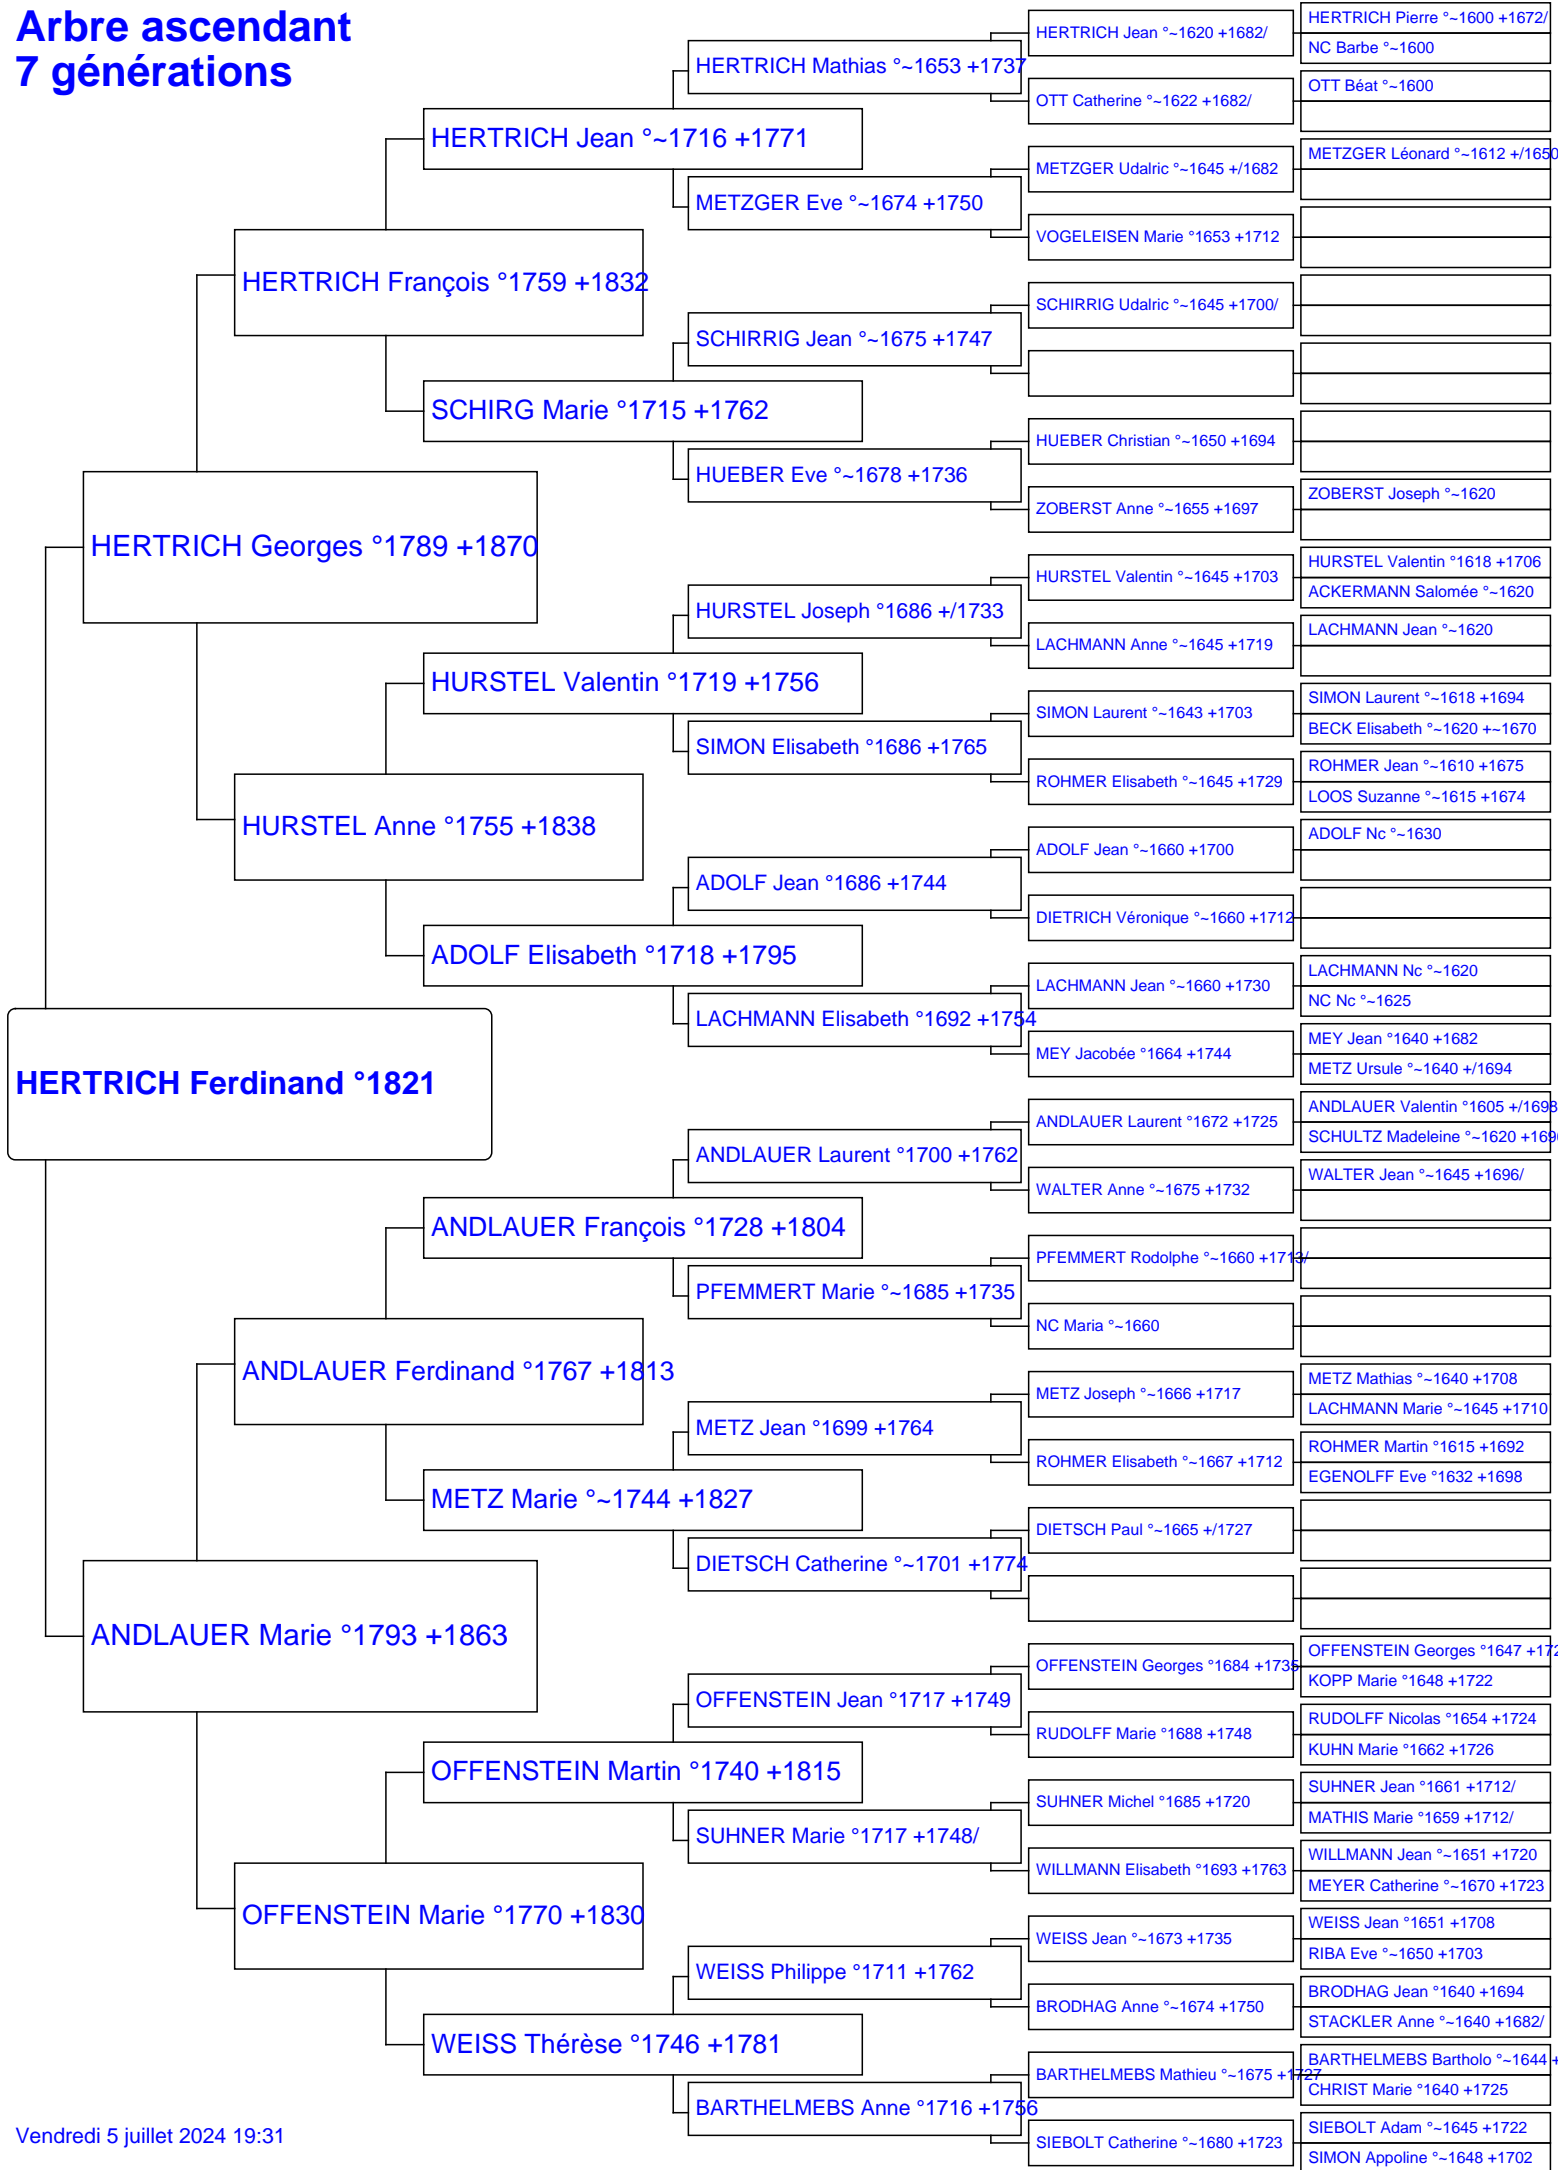 Arbre ascendant
7 générations
HERTRICH Ferdinand °1821
HERTRICH Georges °1789 +1870
ANDLAUER Marie °1793 +1863
HERTRICH François °1759 +1832
HURSTEL Anne °1755 +1838
ANDLAUER Ferdinand °1767 +1813
OFFENSTEIN Marie °1770 +1830
HERTRICH Jean °~1716 +1771
SCHIRG Marie °1715 +1762
HURSTEL Valentin °1719 +1756
ADOLF Elisabeth °1718 +1795
ANDLAUER François °1728 +1804
METZ Marie °~1744 +1827
OFFENSTEIN Martin °1740 +1815
WEISS Thérèse °1746 +1781
HERTRICH Mathias °~1653 +1737
METZGER Eve °~1674 +1750
SCHIRRIG Jean °~1675 +1747
HUEBER Eve °~1678 +1736
HURSTEL Joseph °1686 +/1733
SIMON Elisabeth °1686 +1765
ADOLF Jean °1686 +1744
LACHMANN Elisabeth °1692 +1754
ANDLAUER Laurent °1700 +1762
PFEMMERT Marie °~1685 +1735
METZ Jean °1699 +1764
DIETSCH Catherine °~1701 +1774
OFFENSTEIN Jean °1717 +1749
SUHNER Marie °1717 +1748/
WEISS Philippe °1711 +1762
BARTHELMEBS Anne °1716 +1756
HERTRICH Jean °~1620 +1682/
OTT Catherine °~1622 +1682/
METZGER Udalric °~1645 +/1682
VOGELEISEN Marie °1653 +1712
SCHIRRIG Udalric °~1645 +1700/
HUEBER Christian °~1650 +1694
ZOBERST Anne °~1655 +1697
HURSTEL Valentin °~1645 +1703
LACHMANN Anne °~1645 +1719
SIMON Laurent °~1643 +1703
ROHMER Elisabeth °~1645 +1729
ADOLF Jean °~1660 +1700
DIETRICH Véronique °~1660 +1712
LACHMANN Jean °~1660 +1730
MEY Jacobée °1664 +1744
ANDLAUER Laurent °1672 +1725
WALTER Anne °~1675 +1732
PFEMMERT Rodolphe °~1660 +1713/
NC Maria °~1660
METZ Joseph °~1666 +1717
ROHMER Elisabeth °~1667 +1712
DIETSCH Paul °~1665 +/1727
OFFENSTEIN Georges °1684 +1735
RUDOLFF Marie °1688 +1748
SUHNER Michel °1685 +1720
WILLMANN Elisabeth °1693 +1763
WEISS Jean °~1673 +1735
BRODHAG Anne °~1674 +1750
BARTHELMEBS Mathieu °~1675 +1727
SIEBOLT Catherine °~1680 +1723
HERTRICH Pierre °~1600 +1672/
NC Barbe °~1600
OTT Béat °~1600
METZGER Léonard °~1612 +/1650
ZOBERST Joseph °~1620
HURSTEL Valentin °1618 +1706
ACKERMANN Salomée °~1620
LACHMANN Jean °~1620
SIMON Laurent °~1618 +1694
BECK Elisabeth °~1620 +~1670
ROHMER Jean °~1610 +1675
LOOS Suzanne °~1615 +1674
ADOLF Nc °~1630
LACHMANN Nc °~1620
NC Nc °~1625
MEY Jean °1640 +1682
METZ Ursule °~1640 +/1694
ANDLAUER Valentin °1605 +/1698
SCHULTZ Madeleine °~1620
WALTER Jean °~1645 +1696/
METZ Mathias °~1640 +1708
LACHMANN Marie °~1645 +1710
ROHMER Martin °1615 +1692
EGENOLFF Eve °1632 +1698
OFFENSTEIN Georges °1647
KOPP Marie °1648 +1722
RUDOLFF Nicolas °1654 +1724
KUHN Marie °1662 +1726
SUHNER Jean °1661 +1712/
MATHIS Marie °1659 +1712/
WILLMANN Jean °~1651 +1720
MEYER Catherine °~1670 +1723
WEISS Jean °1651 +1708
RIBA Eve °~1650 +1703
BRODHAG Jean °1640 +1694
STACKLER Anne °~1640 +1682/
BARTHELMEBS Bartholo °~1644 +
CHRIST Marie °1640 +1725
SIEBOLT Adam °~1645 +1722
SIMON Appoline °~1648 +1702
Vendredi 5 juillet 2024 19:31